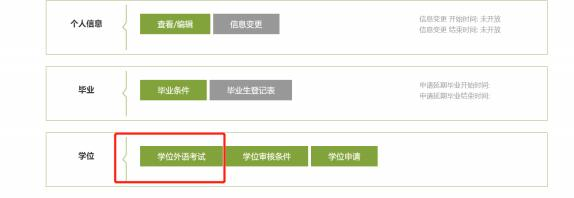 个人信息
查看/编辑 信息变更
信息变更 开始时间: 未开放
信息变更 结束时间: 未开放
毕业
毕业条件 毕业生登记表
申请延期毕业开始时间:
申请延期毕业结束时间:
学位
学位外语考试 学位审核条件 学位申请